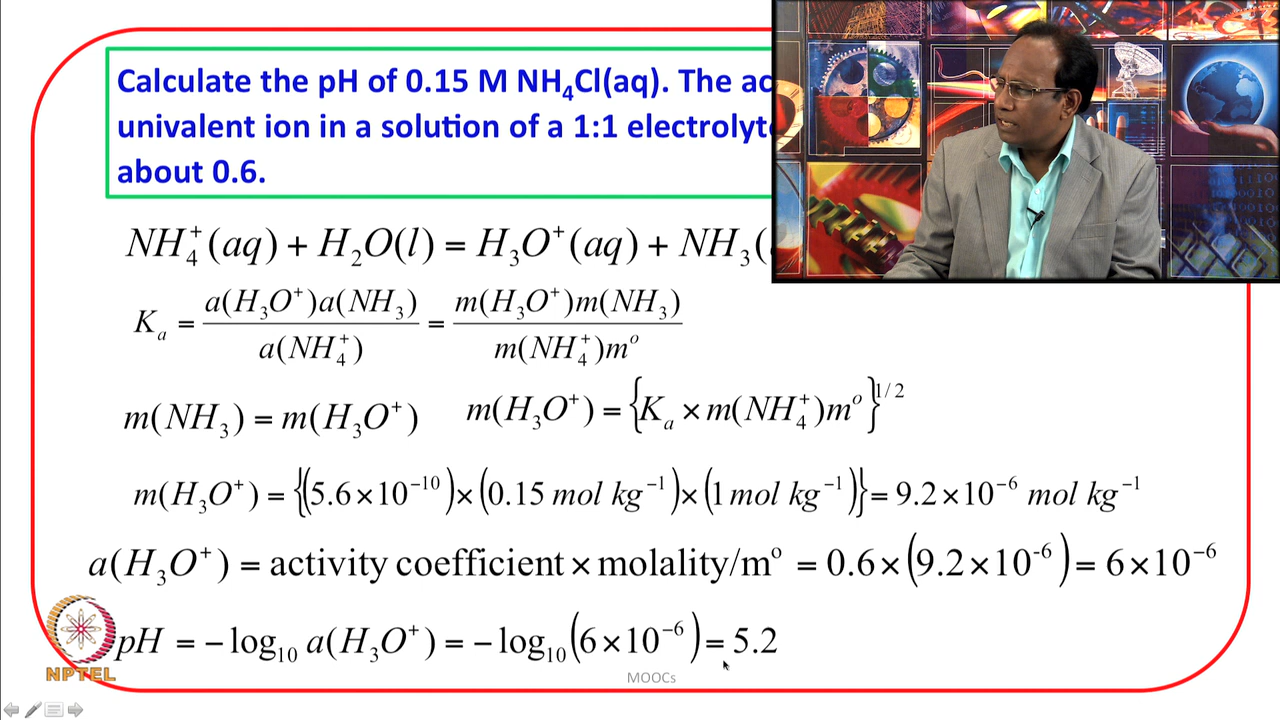 Calculate the pH of 0.15 M NH₄Cl(aq). The
univalent ion in a solution of a 1:1
about 0.6.
NH₄⁺(aq) + H₂O(l) = H₃O⁺(aq) + NH₃(
Kₐ = a(H₃O⁺)a(NH₃) / a(NH₄⁺) = m(H₃O⁺)m(NH₃) / m(NH₄⁺)mᵒ
m(NH₃) = m(H₃O⁺) m(H₃O⁺) = {Kₐ × m(NH₄⁺)mᵒ}^1/2
m(H₃O⁺) = {(5.6×10⁻¹⁰)×(0.15 mol kg⁻¹)×(1 mol kg⁻¹)} = 9.2×10⁻⁶ mol kg⁻¹
a(H₃O⁺) = activity coefficient × molality/mᵒ = 0.6×(9.2×10⁻⁶) = 6×10⁻⁶
pH = −log₁₀ a(H₃O⁺) = −log₁₀(6×10⁻⁶) = 5.2
NPTEL
MOOCs